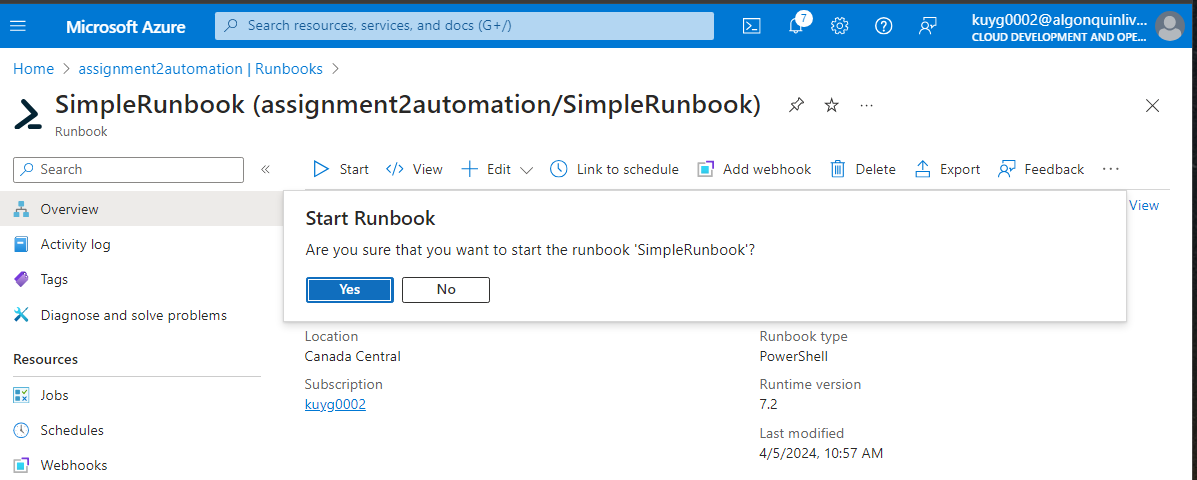 Microsoft Azure
Search resources, services, and docs (G+/)
7
kuyg0002@algonquinliv...
CLOUD DEVELOPMENT AND OPE...
Home > assignment2automation | Runbooks >
SimpleRunbook (assignment2automation/SimpleRunbook)
Runbook
Search
Start
View
Edit
Link to schedule
Add webhook
Delete
Export
Feedback
Overview
Activity log
Tags
Diagnose and solve problems
Resources
Jobs
Schedules
Webhooks
View
Start Runbook
Are you sure that you want to start the runbook 'SimpleRunbook'?
Yes
No
Location
Canada Central
Subscription
kuyg0002
Runbook type
PowerShell
Runtime version
7.2
Last modified
4/5/2024, 10:57 AM